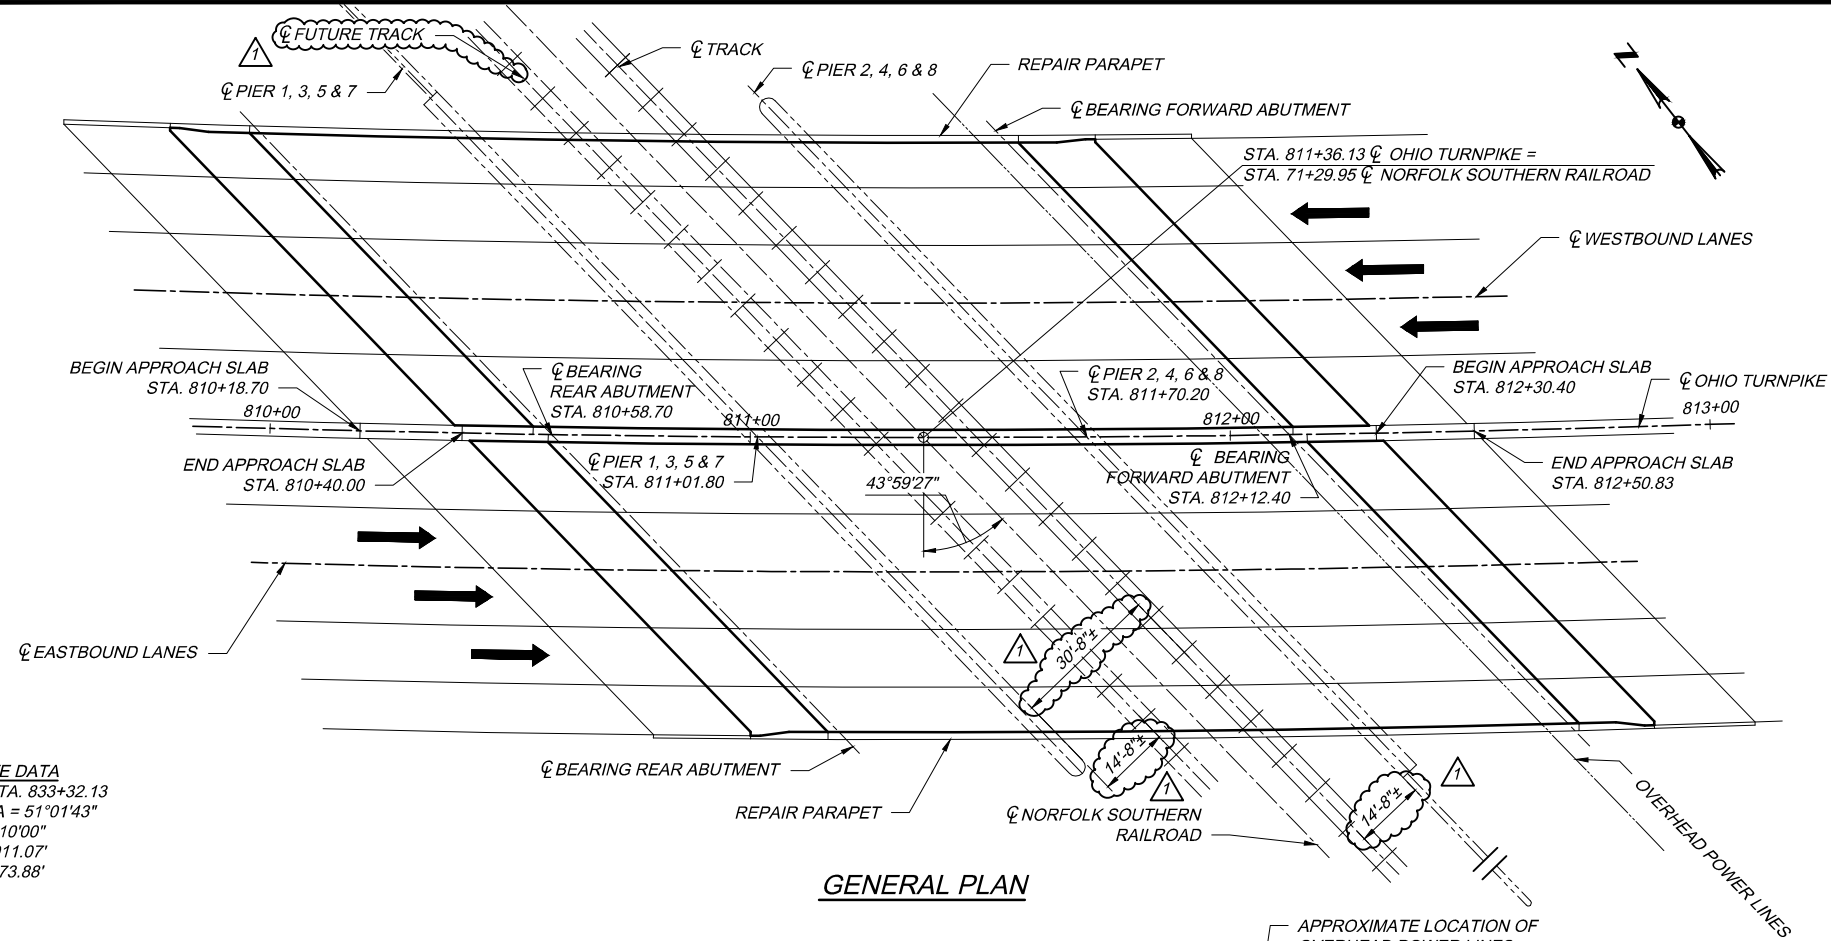 ℄ FUTURE TRACK
1
℄ PIER 1, 3, 5 & 7
℄ TRACK
℄ PIER 2, 4, 6 & 8
REPAIR PARAPET
℄ BEARING FORWARD ABUTMENT
N
STA. 811+36.13 ℄ OHIO TURNPIKE =
STA. 71+29.95 ℄ NORFOLK SOUTHERN RAILROAD
℄ WESTBOUND LANES
BEGIN APPROACH SLAB
STA. 810+18.70
℄ BEARING
REAR ABUTMENT
STA. 810+58.70
℄ PIER 2, 4, 6 & 8
STA. 811+70.20
BEGIN APPROACH SLAB
STA. 812+30.40
℄ OHIO TURNPIKE
810+00
811+00
812+00
813+00
END APPROACH SLAB
STA. 810+40.00
℄ PIER 1, 3, 5 & 7
STA. 811+01.80
43°59'27"
℄ BEARING
FORWARD ABUTMENT
STA. 812+12.40
END APPROACH SLAB
STA. 812+50.83
℄ EASTBOUND LANES
1
30'-8"±
14'-8"±
1
14'-8"±
1
℄ BEARING REAR ABUTMENT
REPAIR PARAPET
℄ NORFOLK SOUTHERN
RAILROAD
OVERHEAD POWER LINES
DATA
STA. 833+32.13
= 51°01'43"
10'00"
11.07'
73.88'
GENERAL PLAN
APPROXIMATE LOCATION OF
OVERHEAD POWER LINES